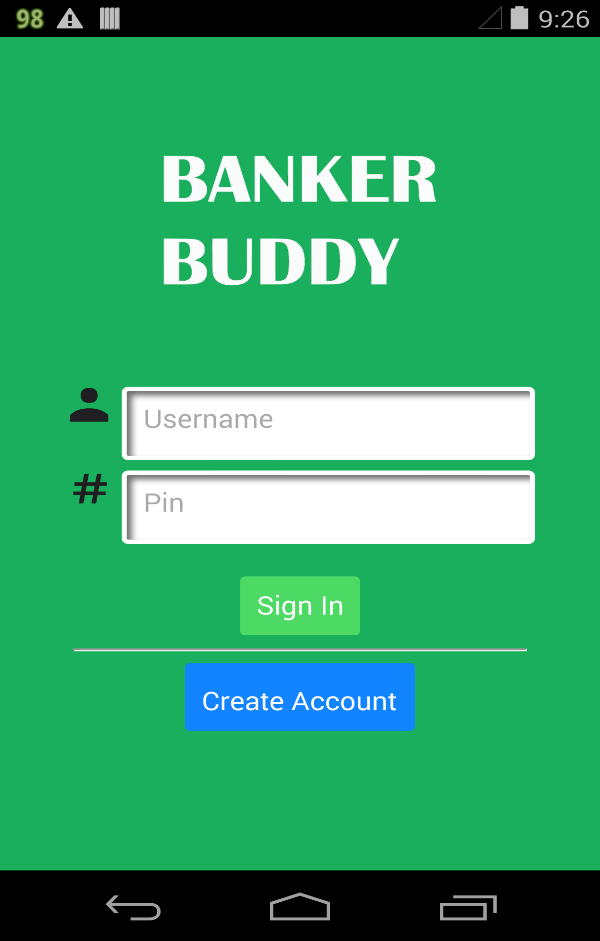 98 9:26
BANKER
BUDDY
Username
# Pin
Sign In
Create Account